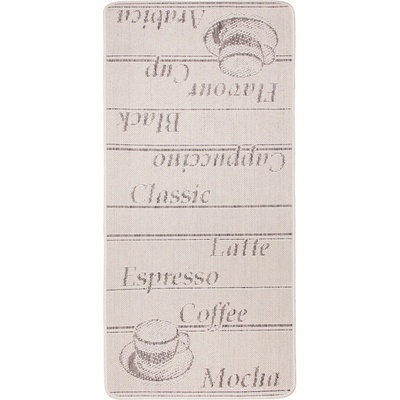 Arabica
Cup
Flavour
Black
Cappuccino
Classic
Latte
Espresso
Coffee
Mocha